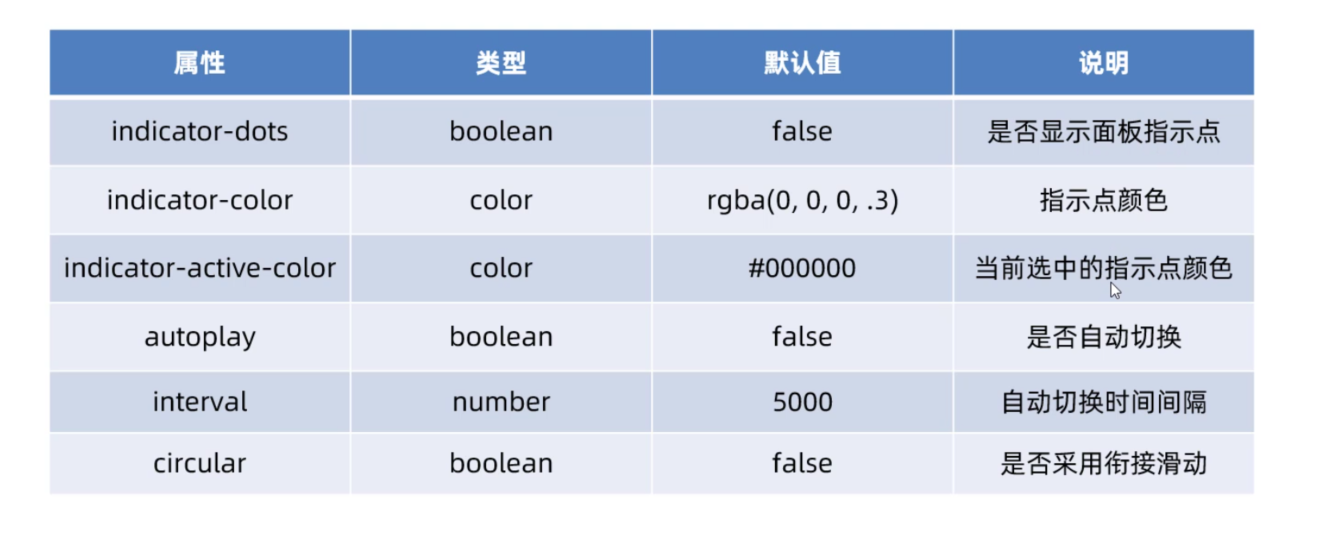 属性 类型 默认值 说明
indicator-dots boolean false 是否显示面板指示点
indicator-color color rgba(0, 0, 0, .3) 指示点颜色
indicator-active-color color #000000 当前选中的指示点颜色
autoplay boolean false 是否自动切换
interval number 5000 自动切换时间间隔
circular boolean false 是否采用衔接滑动